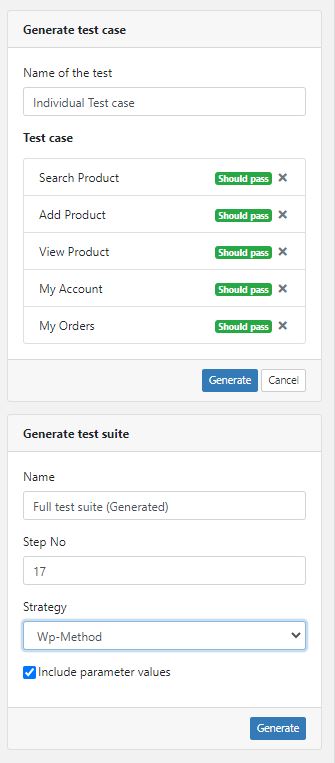 Generate test case
Name of the test
Individual Test case
Test case
Search Product Should pass
Add Product Should pass
View Product Should pass
My Account Should pass
My Orders Should pass
Generate Cancel
Generate test suite
Name
Full test suite (Generated)
Step No
17
Strategy
Wp-Method
Include parameter values
Generate